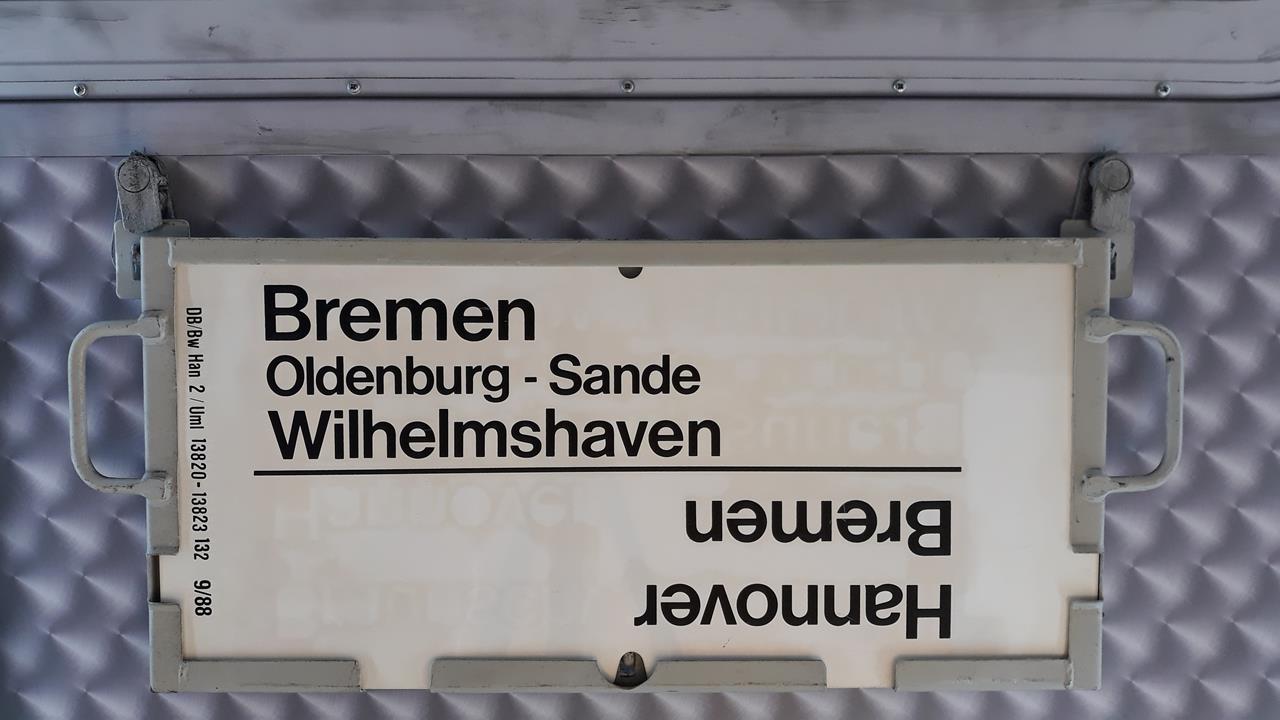 Bremen
Oldenburg - Sande
Wilhelmshaven
Hannover
Bremen
DB/Bw Han 2 / Uml 13820 - 13823 132 9/88